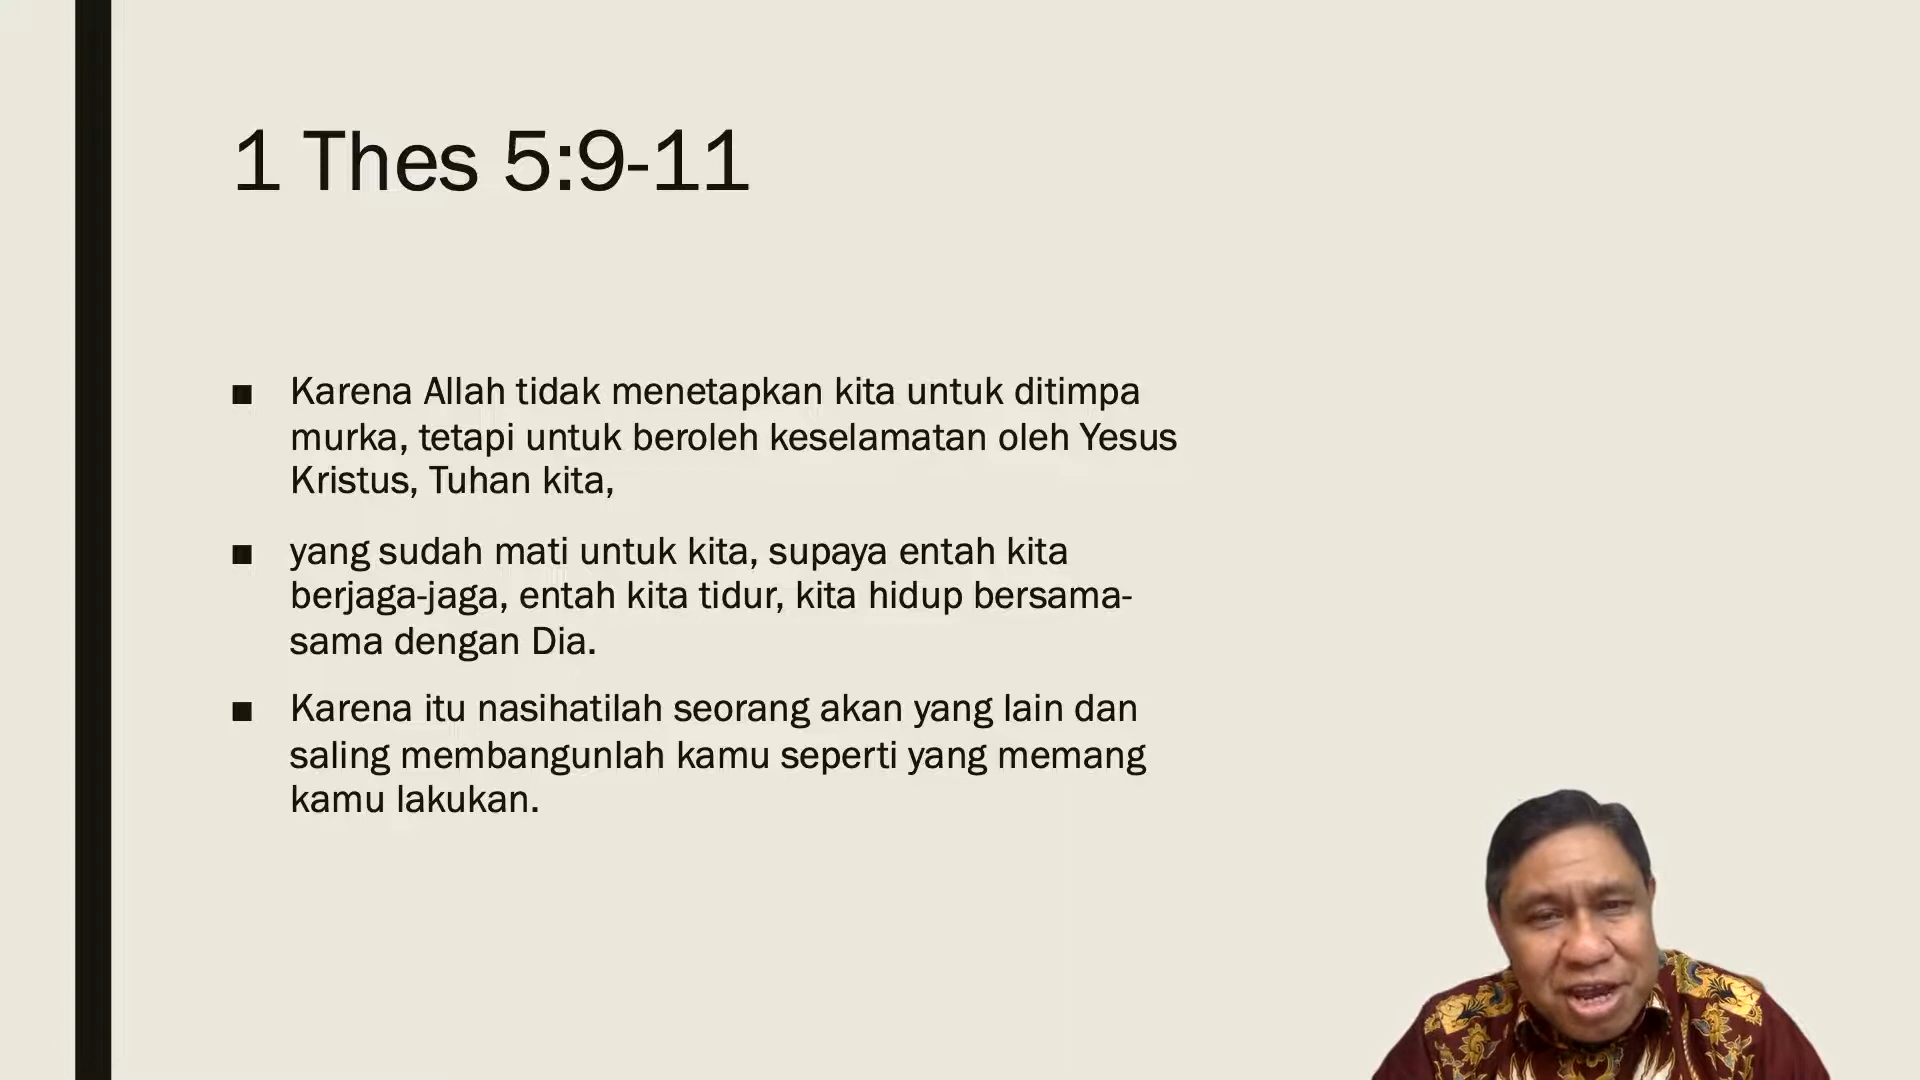 1 Thes 5:9-11
■ Karena Allah tidak menetapkan kita untuk ditimpa
murka, tetapi untuk beroleh keselamatan oleh Yesus
Kristus, Tuhan kita,
■ yang sudah mati untuk kita, supaya entah kita
berjaga-jaga, entah kita tidur, kita hidup bersama-
sama dengan Dia.
■ Karena itu nasihatilah seorang akan yang lain dan
saling membangunlah kamu seperti yang memang
kamu lakukan.